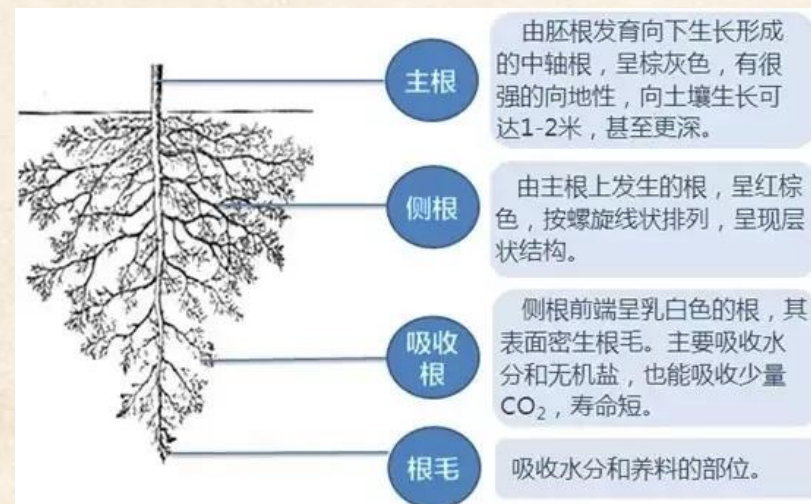 主根
由胚根发育向下生长形成
的中轴根，呈棕灰色，有很
强的向地性，向土壤生长可
达1-2米，甚至更深。
侧根
由主根上发生的根，呈红棕
色，按螺旋线状排列，呈现层
状结构。
吸收
根
侧根前端呈乳白色的根，其
表面密生根毛。主要吸收水
分和无机盐，也能吸收少量
CO₂，寿命短。
根毛
吸收水分和养料的部位。